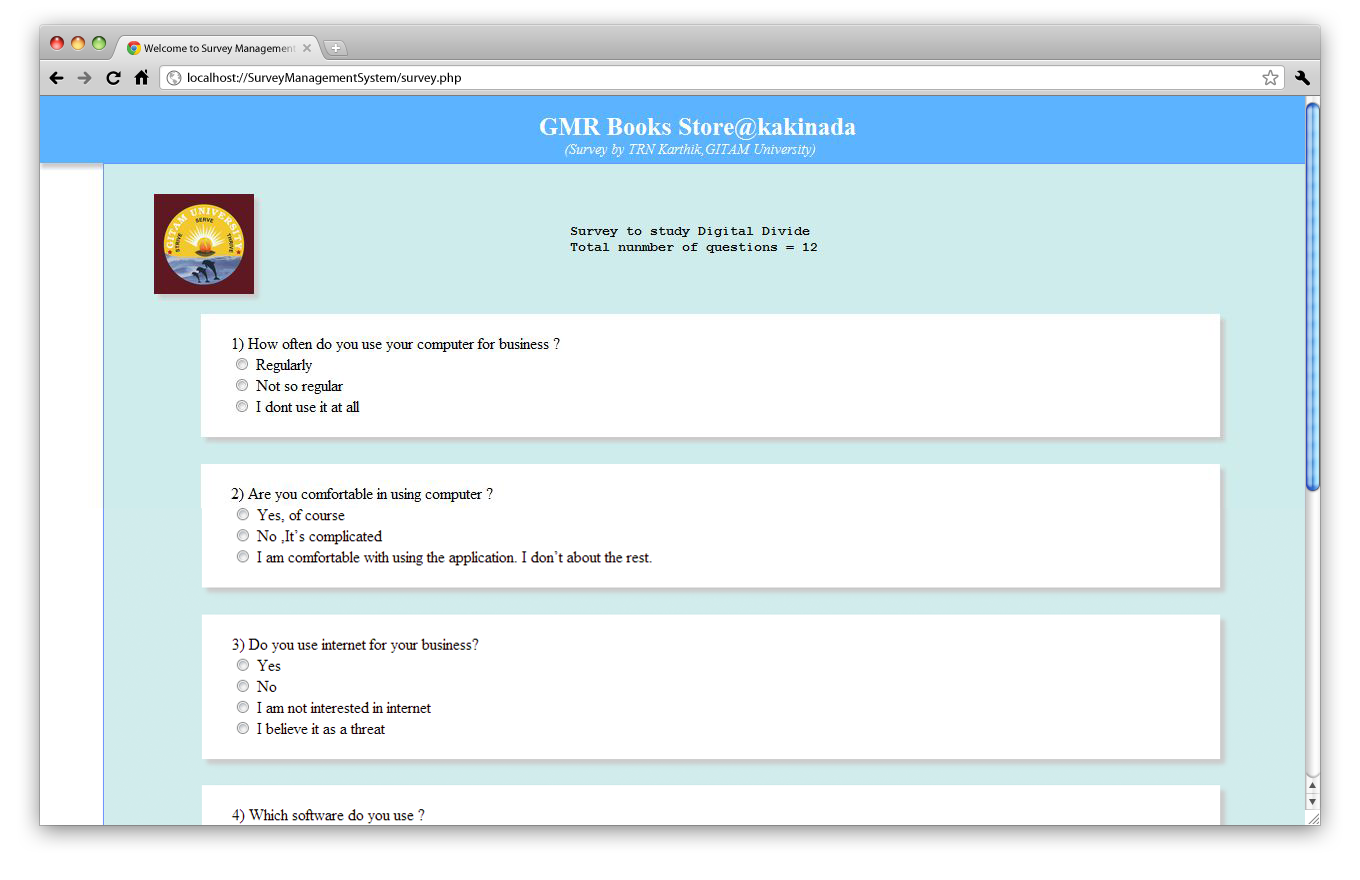 Welcome to Survey Management
localhost://SurveyManagementSystem/survey.php
GMR Books Store@kakinada
(Survey by TRN Karthik,GITAM University)
GITAM UNIVERSITY
SERVE
STRIVE
THRIVE
Survey to study Digital Divide
Total nunmber of questions = 12
1) How often do you use your computer for business ?
Regularly
Not so regular
I dont use it at all
2) Are you comfortable in using computer ?
Yes, of course
No ,It’s complicated
I am comfortable with using the application. I don’t about the rest.
3) Do you use internet for your business?
Yes
No
I am not interested in internet
I believe it as a threat
4) Which software do you use ?